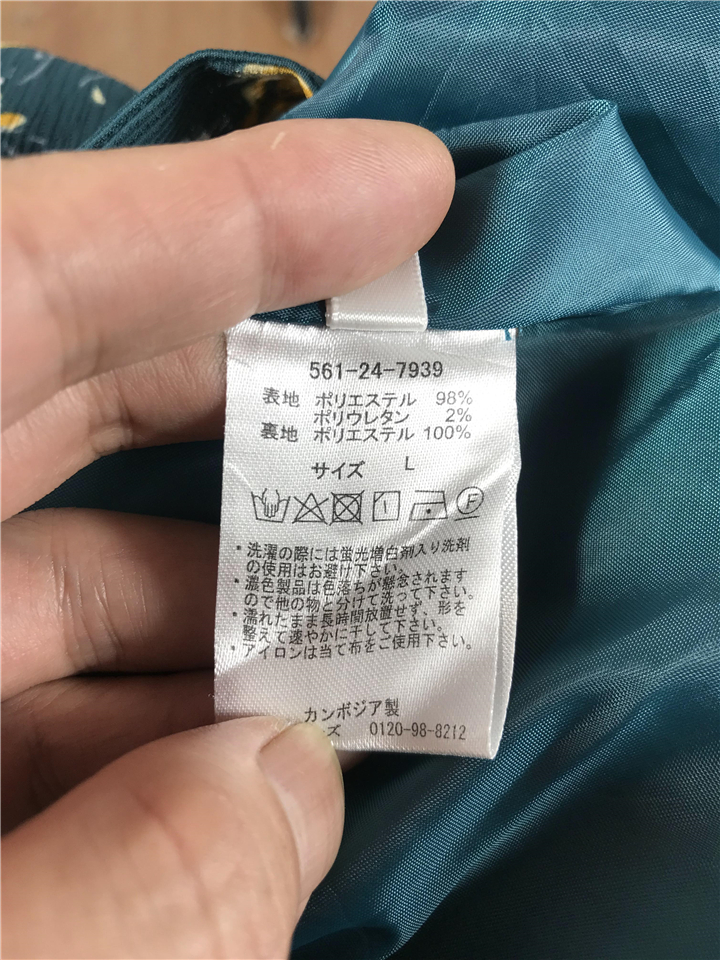 561-24-7939
表地 ポリエステル 98%
ポリウレタン 2%
裏地 ポリエステル 100%
サイズ L
F
・洗濯の際には蛍光増白剤入り洗剤
の使用はお避け下さい。
・濃色製品は色落ちが懸念されます
ので他の物と分けて洗って下さい。
・濡れたまま長時間放置せず、形を
整えて速やかに干して下さい。
・アイロンは当て布をご使用下さい。
カンボジア製
ズ 0120-98-8212